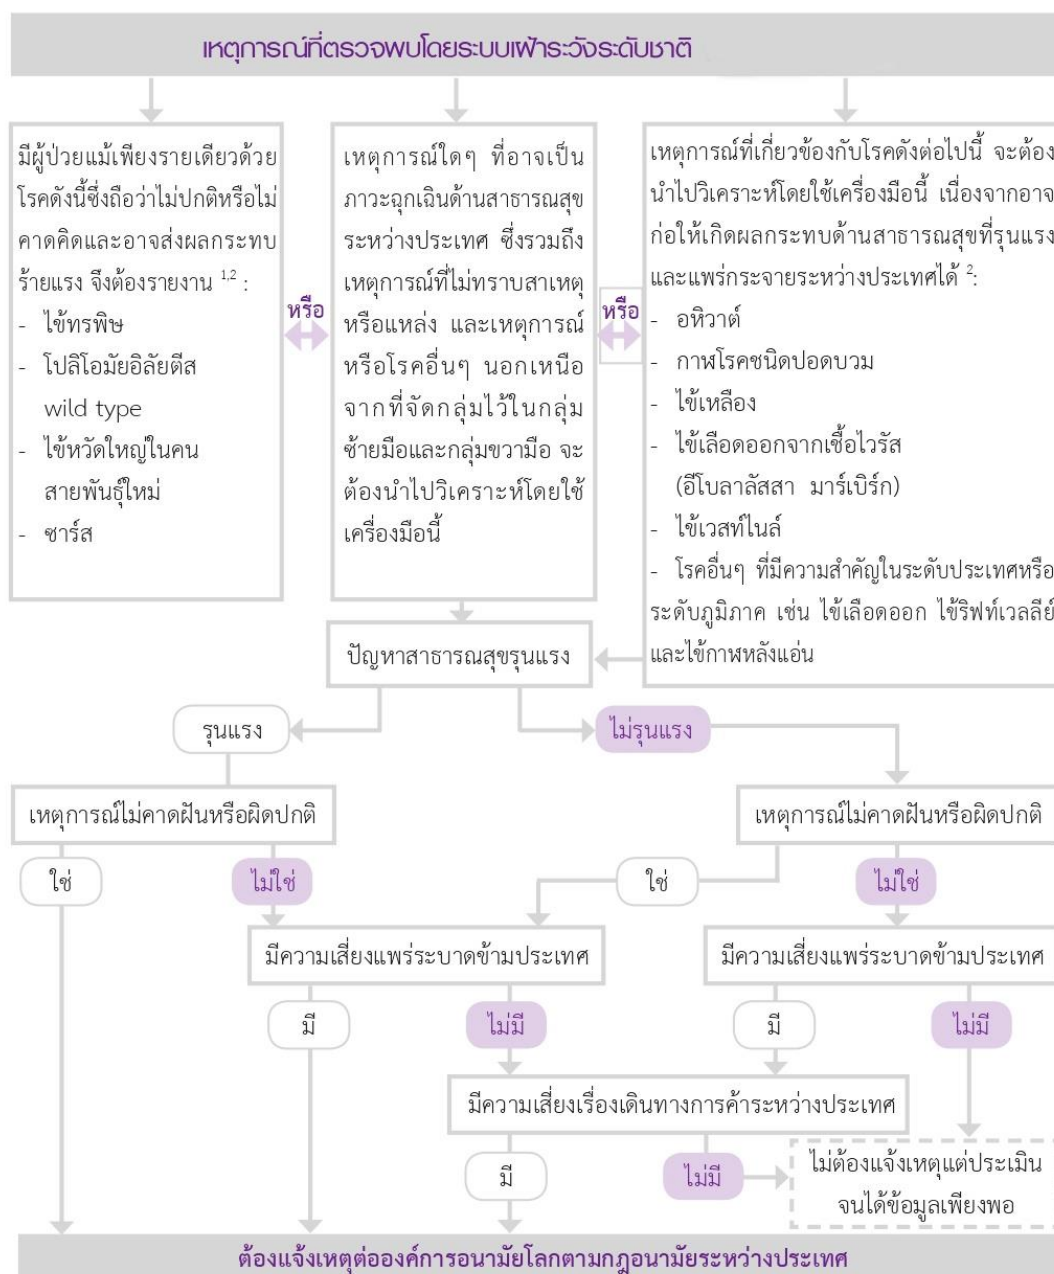 เหตุการณ์ที่ตรวจพบโดยระบบเฝ้าระวังระดับชาติ
มีผู้ป่วยแม้เพียงรายเดียวด้วย
โรคดังนี้ซึ่งถือว่าไม่ปกติหรือไม่
คาดคิดและอาจส่งผลกระทบ
ร้ายแรง จึงต้องรายงาน 1,2 :
- ไข้ทรพิษ
- โปลิโอมัยอิลัยตีส
wild type
- ไข้หวัดใหญ่ในคน
สายพันธุ์ใหม่
- ซาร์ส
หรือ
เหตุการณ์ใดๆ ที่อาจเป็น
ภาวะฉุกเฉินด้านสาธารณสุข
ระหว่างประเทศ ซึ่งรวมถึง
เหตุการณ์ที่ไม่ทราบสาเหตุ
หรือแหล่ง และเหตุการณ์
หรือโรคอื่นๆ นอกเหนือ
จากที่จัดกลุ่มไว้ในกลุ่ม
ซ้ายมือและกลุ่มขวามือ จะ
ต้องนำไปวิเคราะห์โดยใช้
เครื่องมือนี้
หรือ
เหตุการณ์ที่เกี่ยวข้องกับโรคดังต่อไปนี้ จะต้อง
นำไปวิเคราะห์โดยใช้เครื่องมือนี้ เนื่องจากอาจ
ก่อให้เกิดผลกระทบด้านสาธารณสุขที่รุนแรง
และแพร่กระจายระหว่างประเทศได้ 2:
- อหิวาต์
- กาฬโรคชนิดปอดบวม
- ไข้เหลือง
- ไข้เลือดออกจากเชื้อไวรัส
(อีโบลาลัสสา มาร์เบิร์ก)
- ไข้เวสท์ไนล์
- โรคอื่นๆ ที่มีความสำคัญในระดับประเทศหรือ
ระดับภูมิภาค เช่น ไข้เลือดออก ไข้ริฟท์เวลลีย์
และไข้กาฬหลังแอ่น
ปัญหาสาธารณสุขรุนแรง
รุนแรง
ไม่รุนแรง
เหตุการณ์ไม่คาดฝันหรือผิดปกติ
เหตุการณ์ไม่คาดฝันหรือผิดปกติ
ใช่
ไม่ใช่
ใช่
ไม่ใช่
มีความเสี่ยงแพร่ระบาดข้ามประเทศ
มีความเสี่ยงแพร่ระบาดข้ามประเทศ
มี
ไม่มี
มี
ไม่มี
มีความเสี่ยงเรื่องเดินทางการค้าระหว่างประเทศ
มี
ไม่มี
ไม่ต้องแจ้งเหตุแต่ประเมิน
จนได้ข้อมูลเพียงพอ
ต้องแจ้งเหตุต่อองค์การอนามัยโลกตามกฎอนามัยระหว่างประเทศ